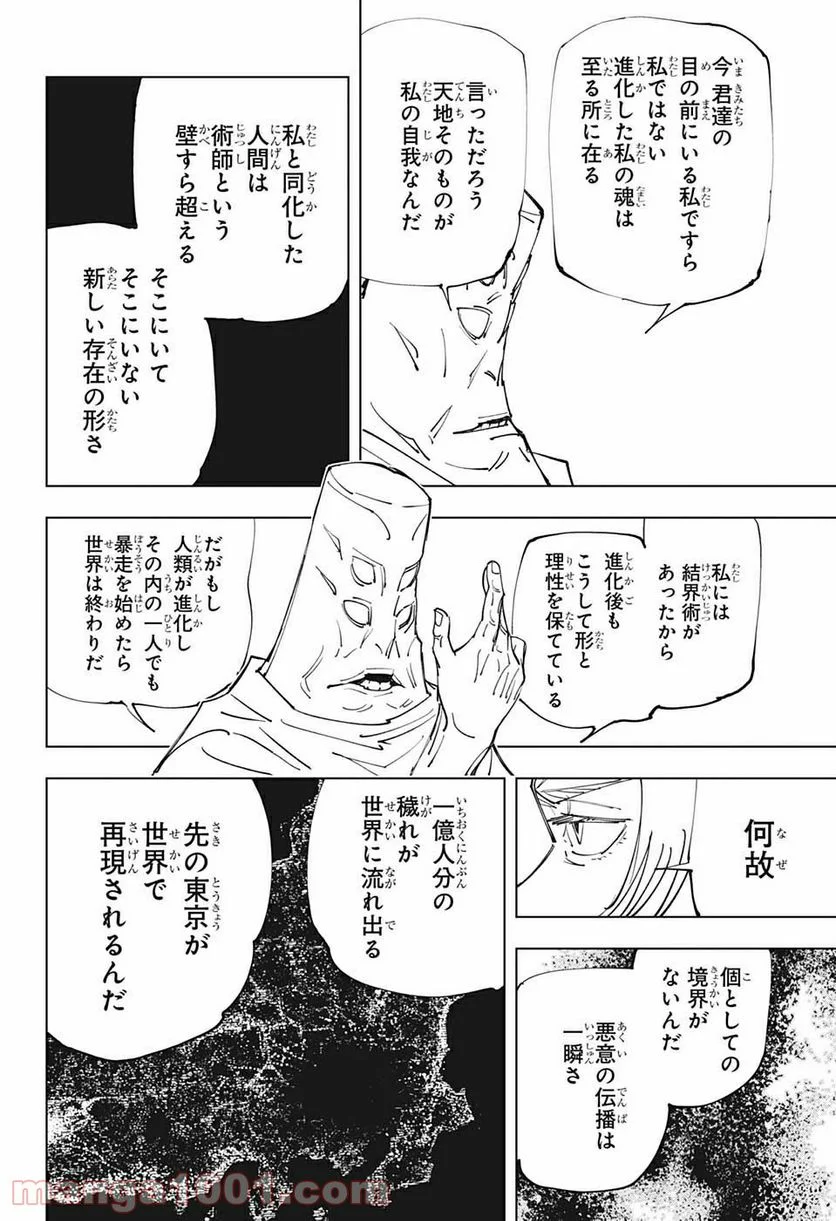 今君達の
目の前にいる私ですら
私ではない
進化した私の魂は
至る所に在る
言っただろう
天地そのものが
私の自我なんだ
私と同化した
人間は
術師という
壁すら超える
そこにいて
そこにいない
新しい存在の形さ
私には
結界術が
あったから
進化後も
こうして形と
理性を保てている
だがもし
人類が進化し
その内の一人でも
暴走を始めたら
世界は終わりだ
何故
個としての
境界が
ないんだ
悪意の伝播は
一瞬さ
一億人分の
穢れが
世界に流れ出る
先の東京が
世界で
再現されるんだ
manga1001.com